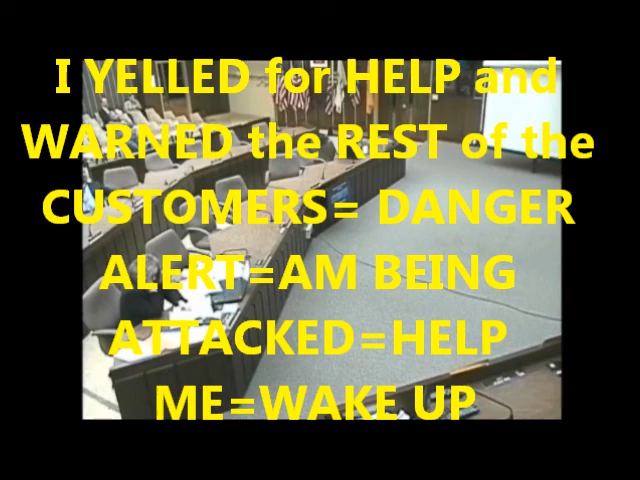 I YELLED for HELP and
WARNED the REST of the
CUSTOMERS= DANGER
ALERT=AM BEING
ATTACKED=HELP
ME=WAKE UP